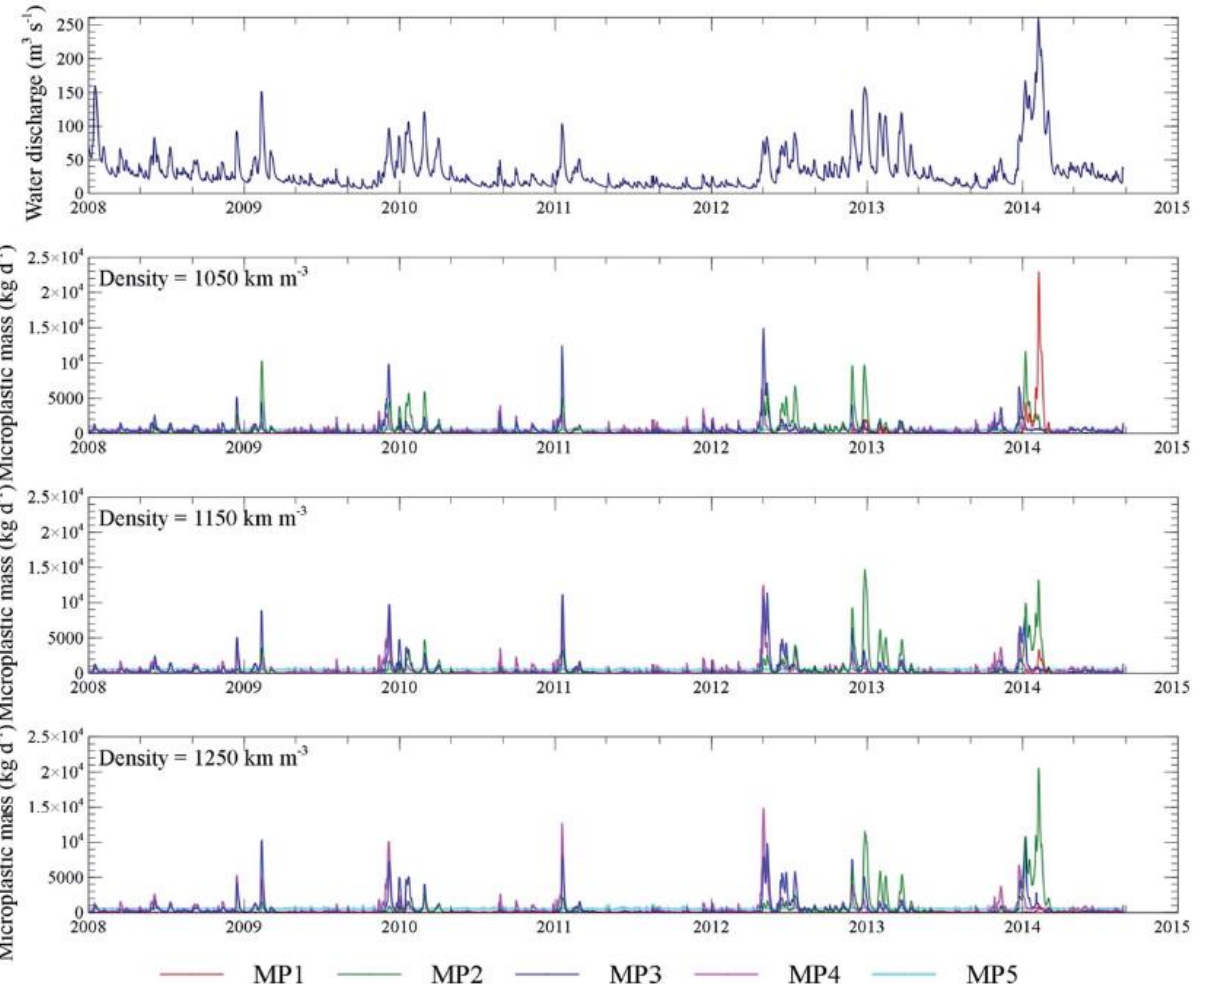 Water discharge (m³ s⁻¹)
250
200
150
100
50
0
2008 2009 2010 2011 2012 2013 2014 2015
Microplastic mass (kg d⁻¹)
2.5×10⁴
Density = 1050 km m⁻³
2×10⁴
1.5×10⁴
10⁴
5000
0
2008 2009 2010 2011 2012 2013 2014 2015
Microplastic mass (kg d⁻¹)
2.5×10⁴
Density = 1150 km m⁻³
2×10⁴
1.5×10⁴
10⁴
5000
0
2008 2009 2010 2011 2012 2013 2014 2015
Microplastic mass (kg d⁻¹)
2.5×10⁴
Density = 1250 km m⁻³
2×10⁴
1.5×10⁴
10⁴
5000
0
2008 2009 2010 2011 2012 2013 2014 2015
MP1 MP2 MP3 MP4 MP5